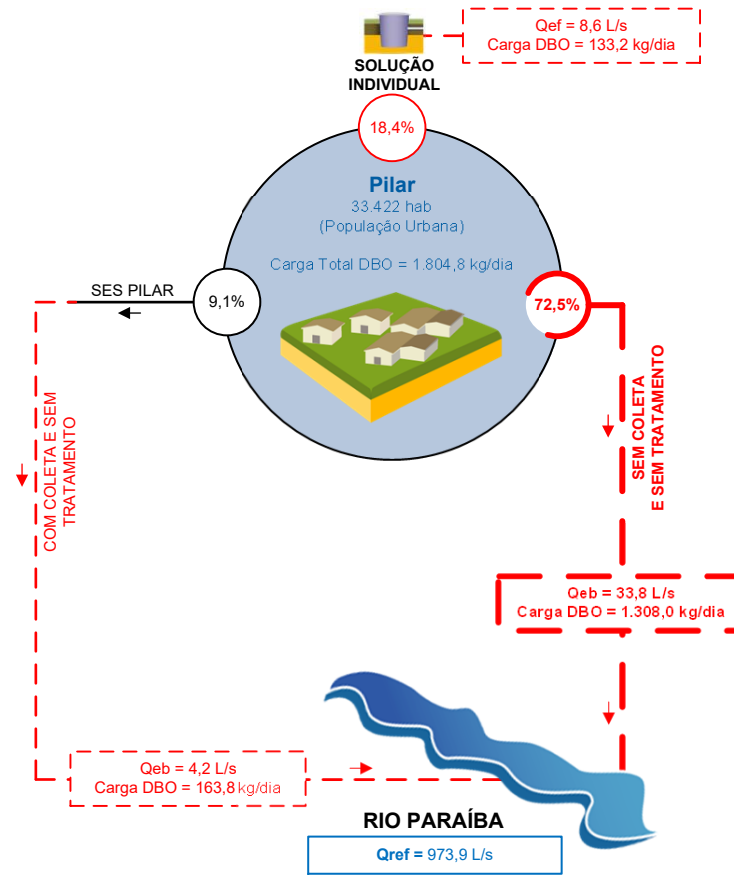 Qef = 8,6 L/s
Carga DBO = 133,2 kg/dia
SOLUÇÃO
INDIVIDUAL
18,4%
Pilar
33.422 hab
(População Urbana)
Carga Total DBO = 1.804,8 kg/dia
SES PILAR
9,1%
72,5%
COM COLETA E SEM
TRATAMENTO
SEM COLETA
E SEM TRATAMENTO
Qeb = 33,8 L/s
Carga DBO = 1.308,0 kg/dia
Qeb = 4,2 L/s
Carga DBO = 163,8 kg/dia
RIO PARAÍBA
Qref = 973,9 L/s